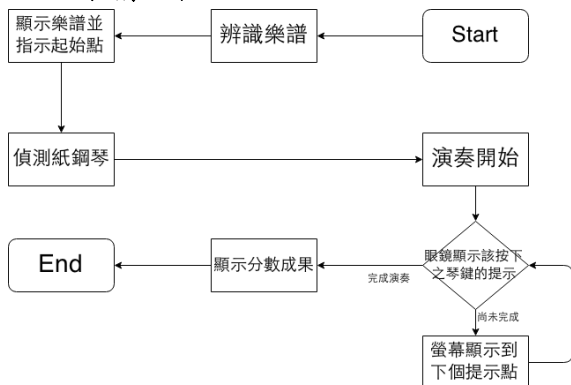 顯示樂譜並
指示起始點
辨識樂譜
Start
偵測紙鋼琴
演奏開始
End
顯示分數成果
完成演奏
眼鏡顯示該按下
之琴鍵的提示
尚未完成
螢幕顯示到
下個提示點